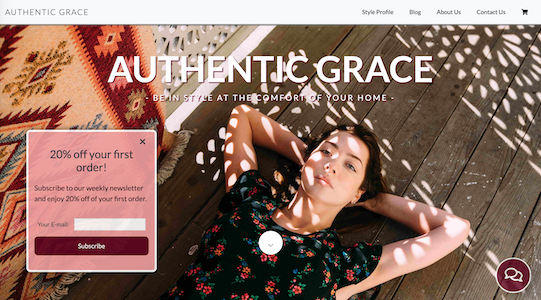 AUTHENTIC GRACE
Style Profile
Blog
About Us
Contact Us
AUTHENTIC GRACE
- BE IN STYLE AT THE COMFORT OF YOUR HOME -
20% off your first
order!
Subscribe to our weekly newsletter
and enjoy 20% off of your first order.
Your E-mail:
Subscribe